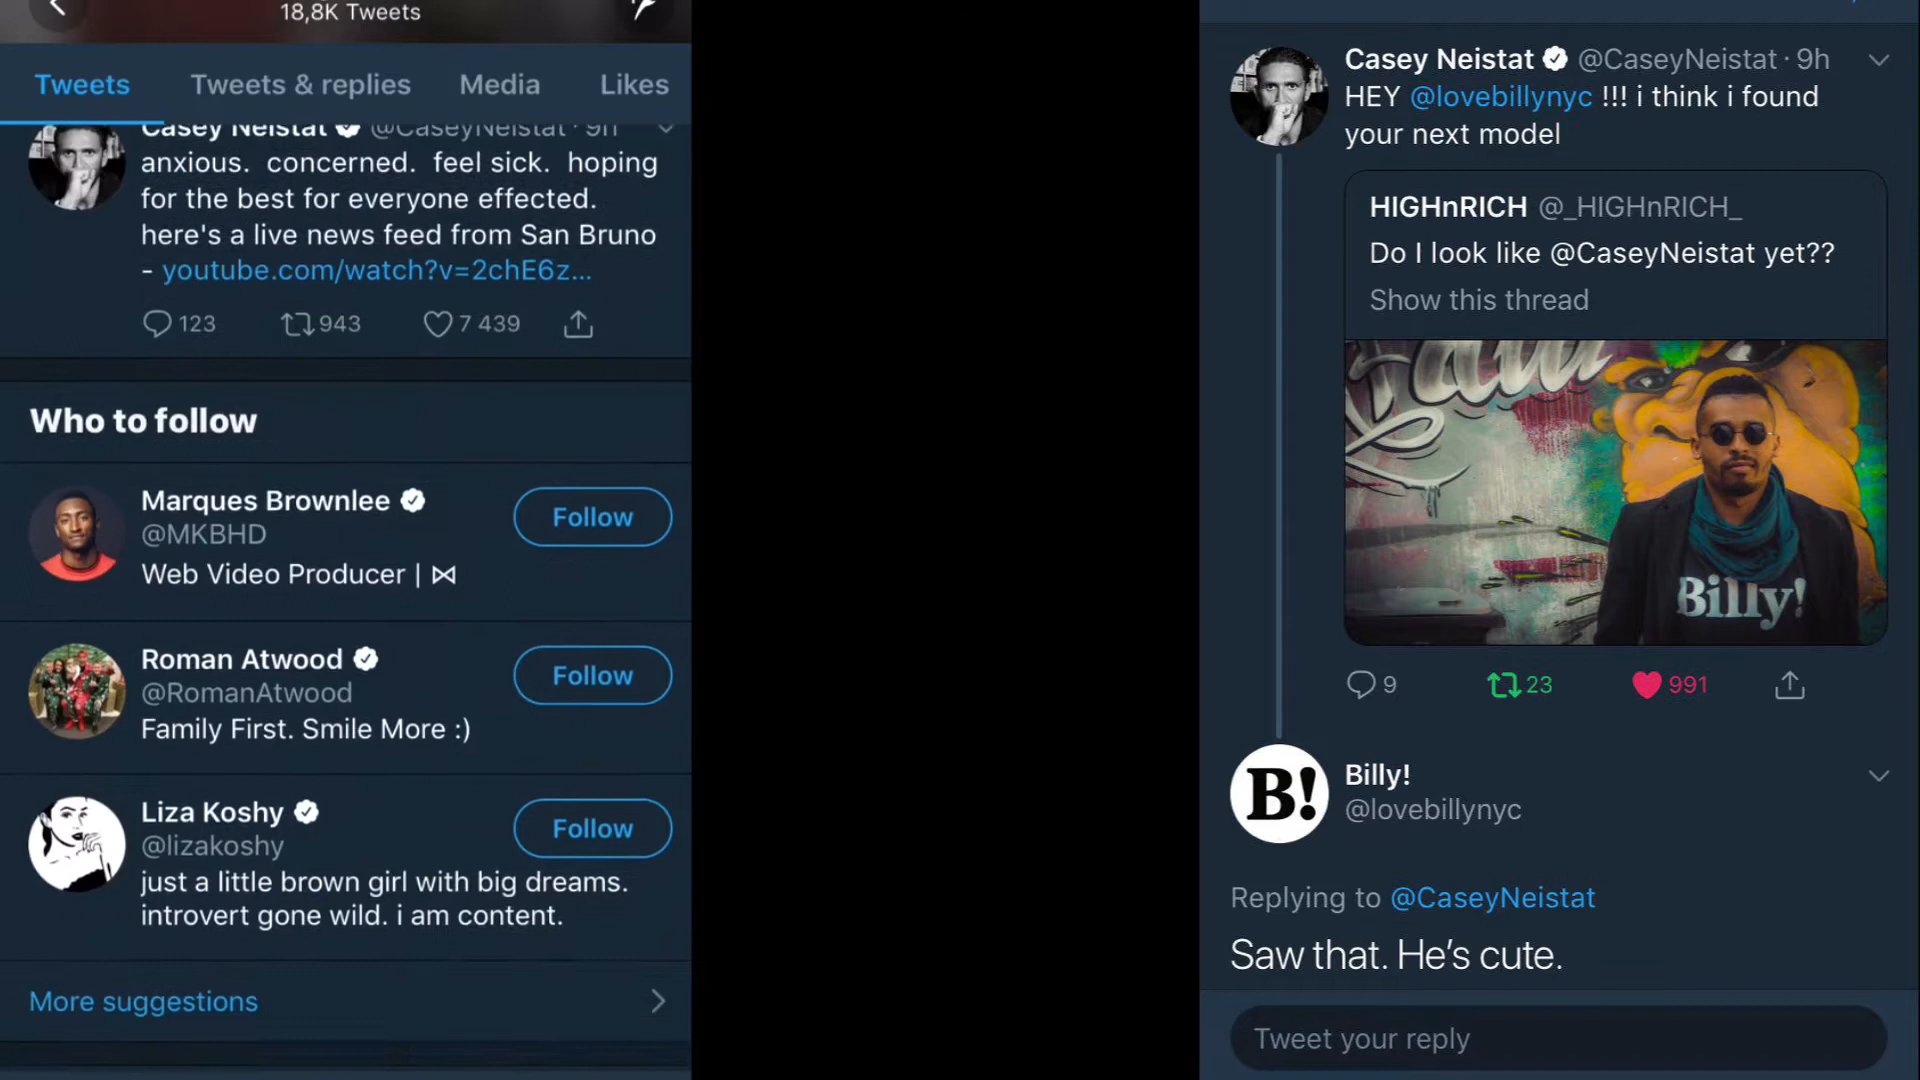 18,8K Tweets
Tweets Tweets & replies Media Likes
Casey Neistat @CaseyNeistat · 9h
anxious. concerned. feel sick. hoping
for the best for everyone effected.
here's a live news feed from San Bruno
- youtube.com/watch?v=2chE6z...
123 943 7 439
Who to follow
Marques Brownlee
@MKBHD
Follow
Web Video Producer | ⋈
Roman Atwood
@RomanAtwood
Follow
Family First. Smile More :)
Liza Koshy
@lizakoshy
Follow
just a little brown girl with big dreams.
introvert gone wild. i am content.
More suggestions
Casey Neistat @CaseyNeistat · 9h
HEY @lovebillynyc !!! i think i found
your next model
HIGHnRICH @_HIGHnRICH_
Do I look like @CaseyNeistat yet??
Show this thread
Billy!
9 23 991
B!
Billy!
@lovebillynyc
Replying to @CaseyNeistat
Saw that. He's cute.
Tweet your reply